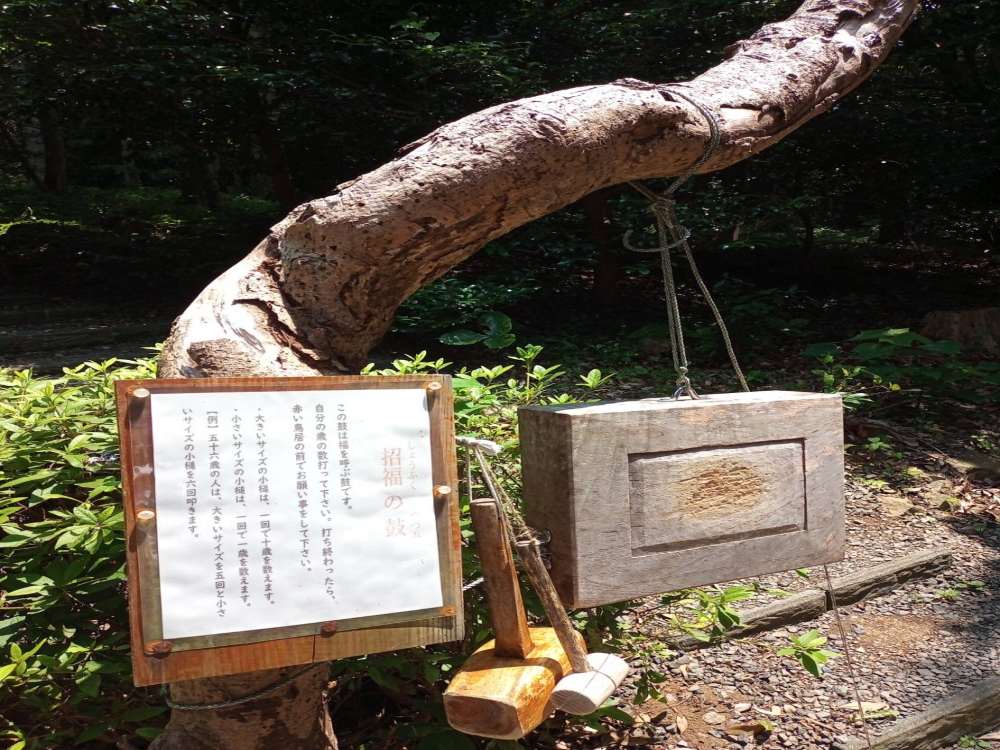 しょうふく つづみ
招福の鼓
この鼓は福を呼ぶ鼓です。
自分の歳の数打って下さい。打ち終わったら、
赤い鳥居の前でお願い事をして下さい。
・大きいサイズの小槌は、一回で十歳を数えます。
・小さいサイズの小槌は、一回で一歳を数えます。
【例】五十六歳の人は、大きいサイズを五回と小さ
いサイズの小槌を六回叩きます。